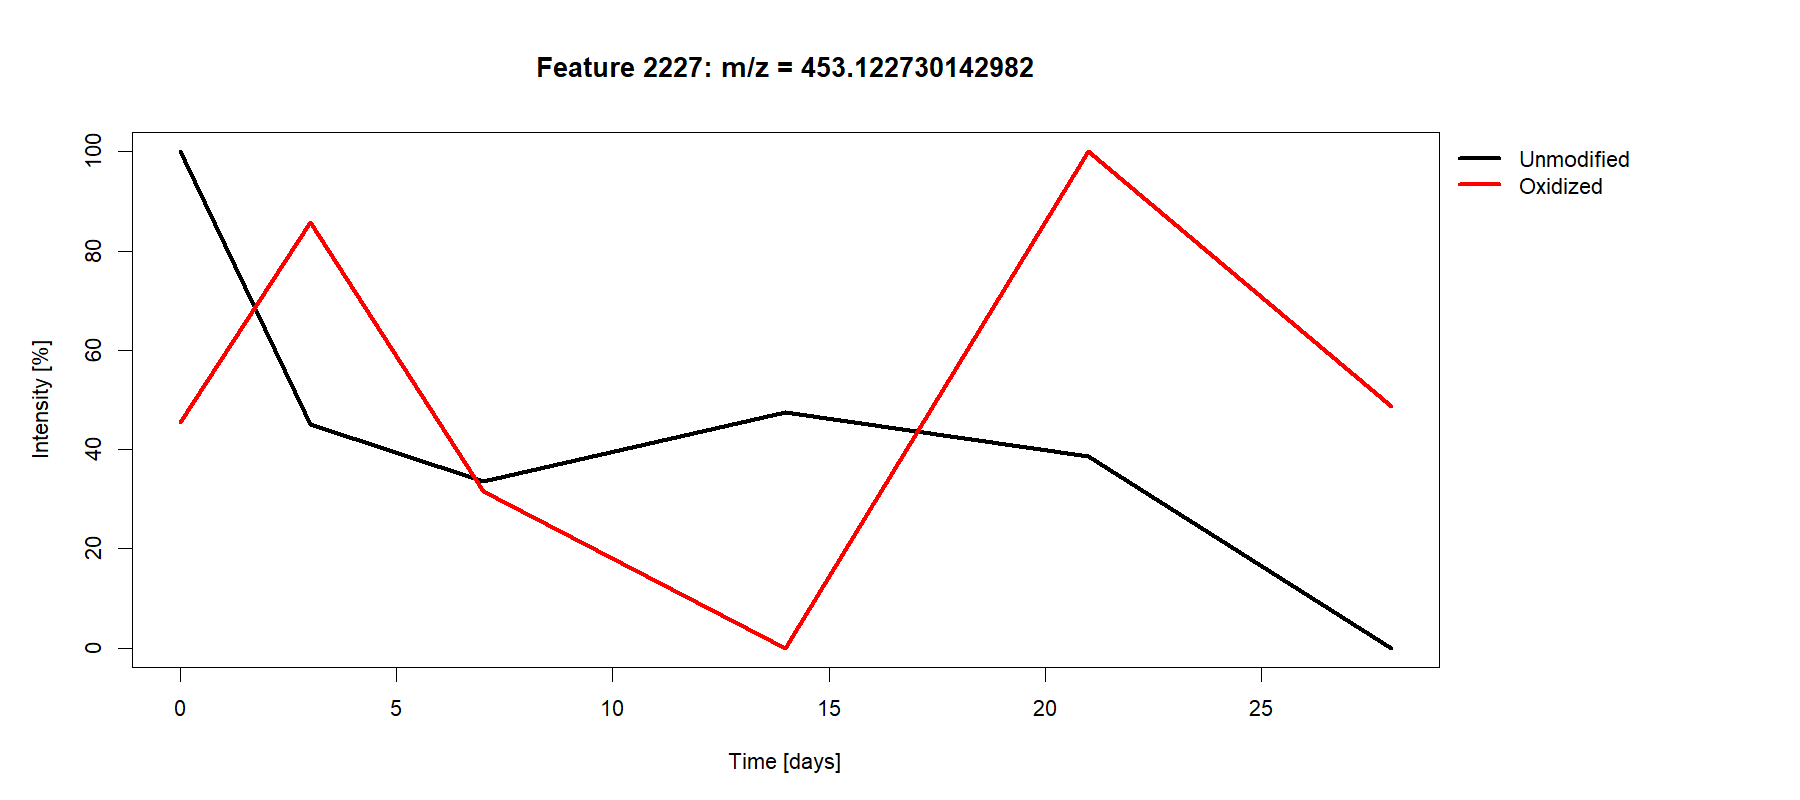 Feature 2227: m/z = 453.122730142982
Unmodified
Oxidized
Intensity [%]
100
80
60
40
20
0
0 5 10 15 20 25
Time [days]